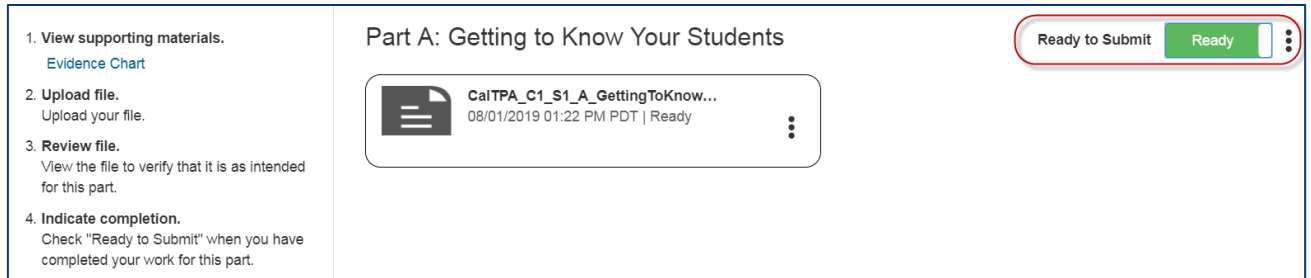 1. View supporting materials.
Evidence Chart
2. Upload file.
Upload your file.
3. Review file.
View the file to verify that it is as intended
for this part.
4. Indicate completion.
Check "Ready to Submit" when you have
completed your work for this part.
Part A: Getting to Know Your Students
CalTPA_C1_S1_A_GettingToKnow...
08/01/2019 01:22 PM PDT | Ready
Ready to Submit Ready